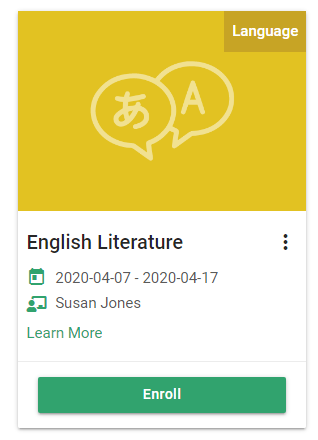 Language
あ A
English Literature
2020-04-07 - 2020-04-17
Susan Jones
Learn More
Enroll